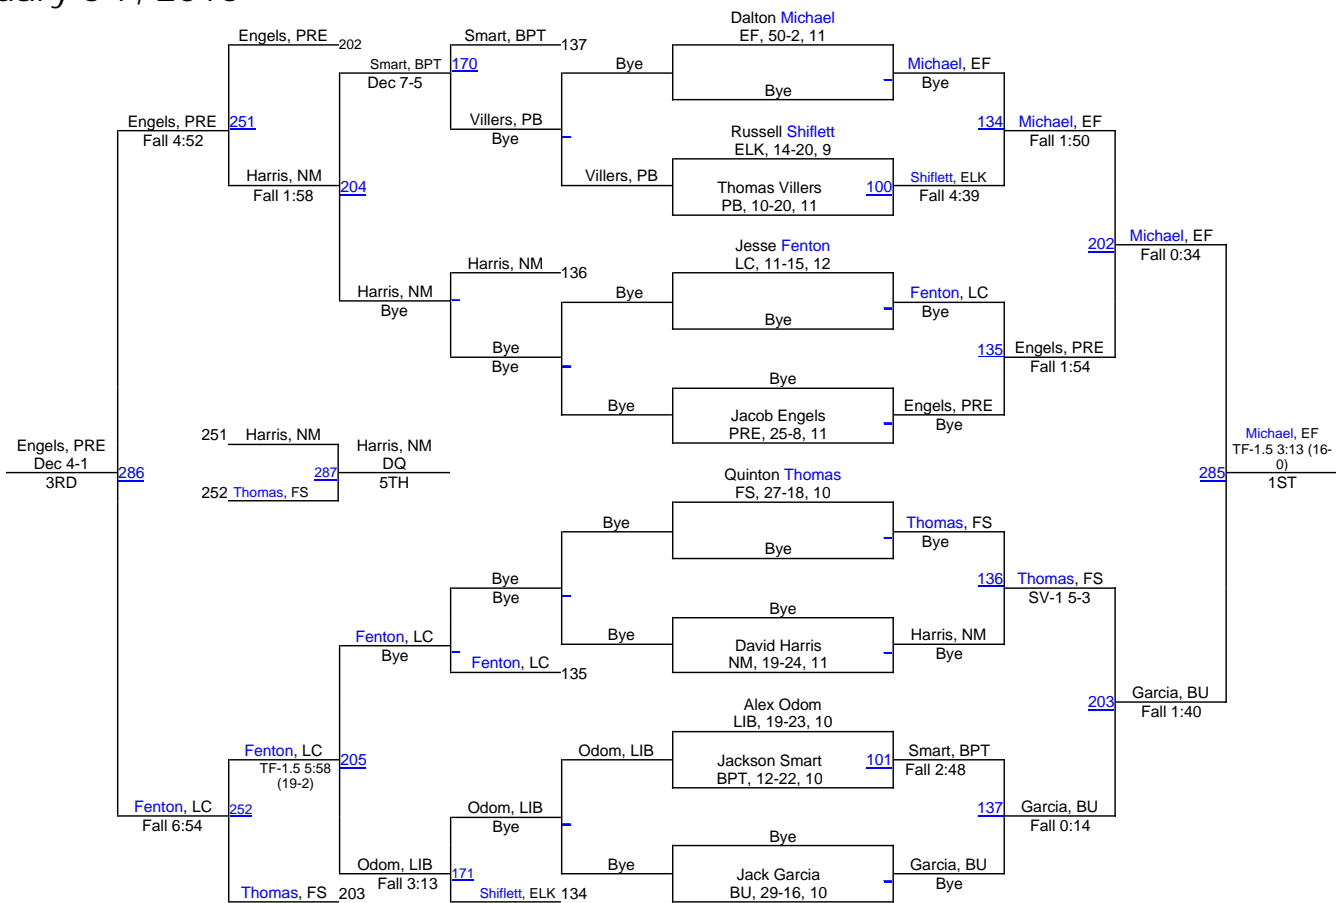 Engels, PRE
202
Engels, PRE
251
Fall 4:52
Harris, NM
Fall 1:58
204
Smart, BPT
170
Dec 7-5
Smart, BPT
137
Villers, PB
Bye
Harris, NM
Bye
Harris, NM
136
Bye
Bye
Bye
Villers, PB
Bye
Bye
Dalton Michael
EF, 50-2, 11
Bye
Michael, EF
Bye
Russell Shiflett
ELK, 14-20, 9
Thomas Villers
PB, 10-20, 11
100
Shiflett, ELK
Fall 4:39
134
Michael, EF
Fall 1:50
Jesse Fenton
LC, 11-15, 12
Bye
Fenton, LC
Bye
Bye
Jacob Engels
PRE, 25-8, 11
Engels, PRE
Bye
135
Engels, PRE
Fall 1:54
202
Michael, EF
Fall 0:34
Engels, PRE
Dec 4-1
3RD
286
251
Harris, NM
252
Thomas, FS
287
Harris, NM
DQ
5TH
285
Michael, EF
TF-1.5 3:13 (16-
0)
1ST
Quinton Thomas
FS, 27-18, 10
Bye
Bye
Thomas, FS
Bye
Bye
Bye
Bye
Bye
David Harris
NM, 19-24, 11
Harris, NM
Bye
136
Thomas, FS
SV-1 5-3
Fenton, LC
Bye
Fenton, LC
135
Alex Odom
LIB, 19-23, 10
Jackson Smart
BPT, 12-22, 10
101
Smart, BPT
Fall 2:48
Odom, LIB
203
Garcia, BU
Fall 1:40
Fenton, LC
TF-1.5 5:58
(19-2)
205
Fenton, LC
Fall 6:54
252
Odom, LIB
Bye
137
Garcia, BU
Fall 0:14
Bye
Bye
Jack Garcia
BU, 29-16, 10
Garcia, BU
Bye
Odom, LIB
Fall 3:13
171
Shiflett, ELK
134
Thomas, FS
203